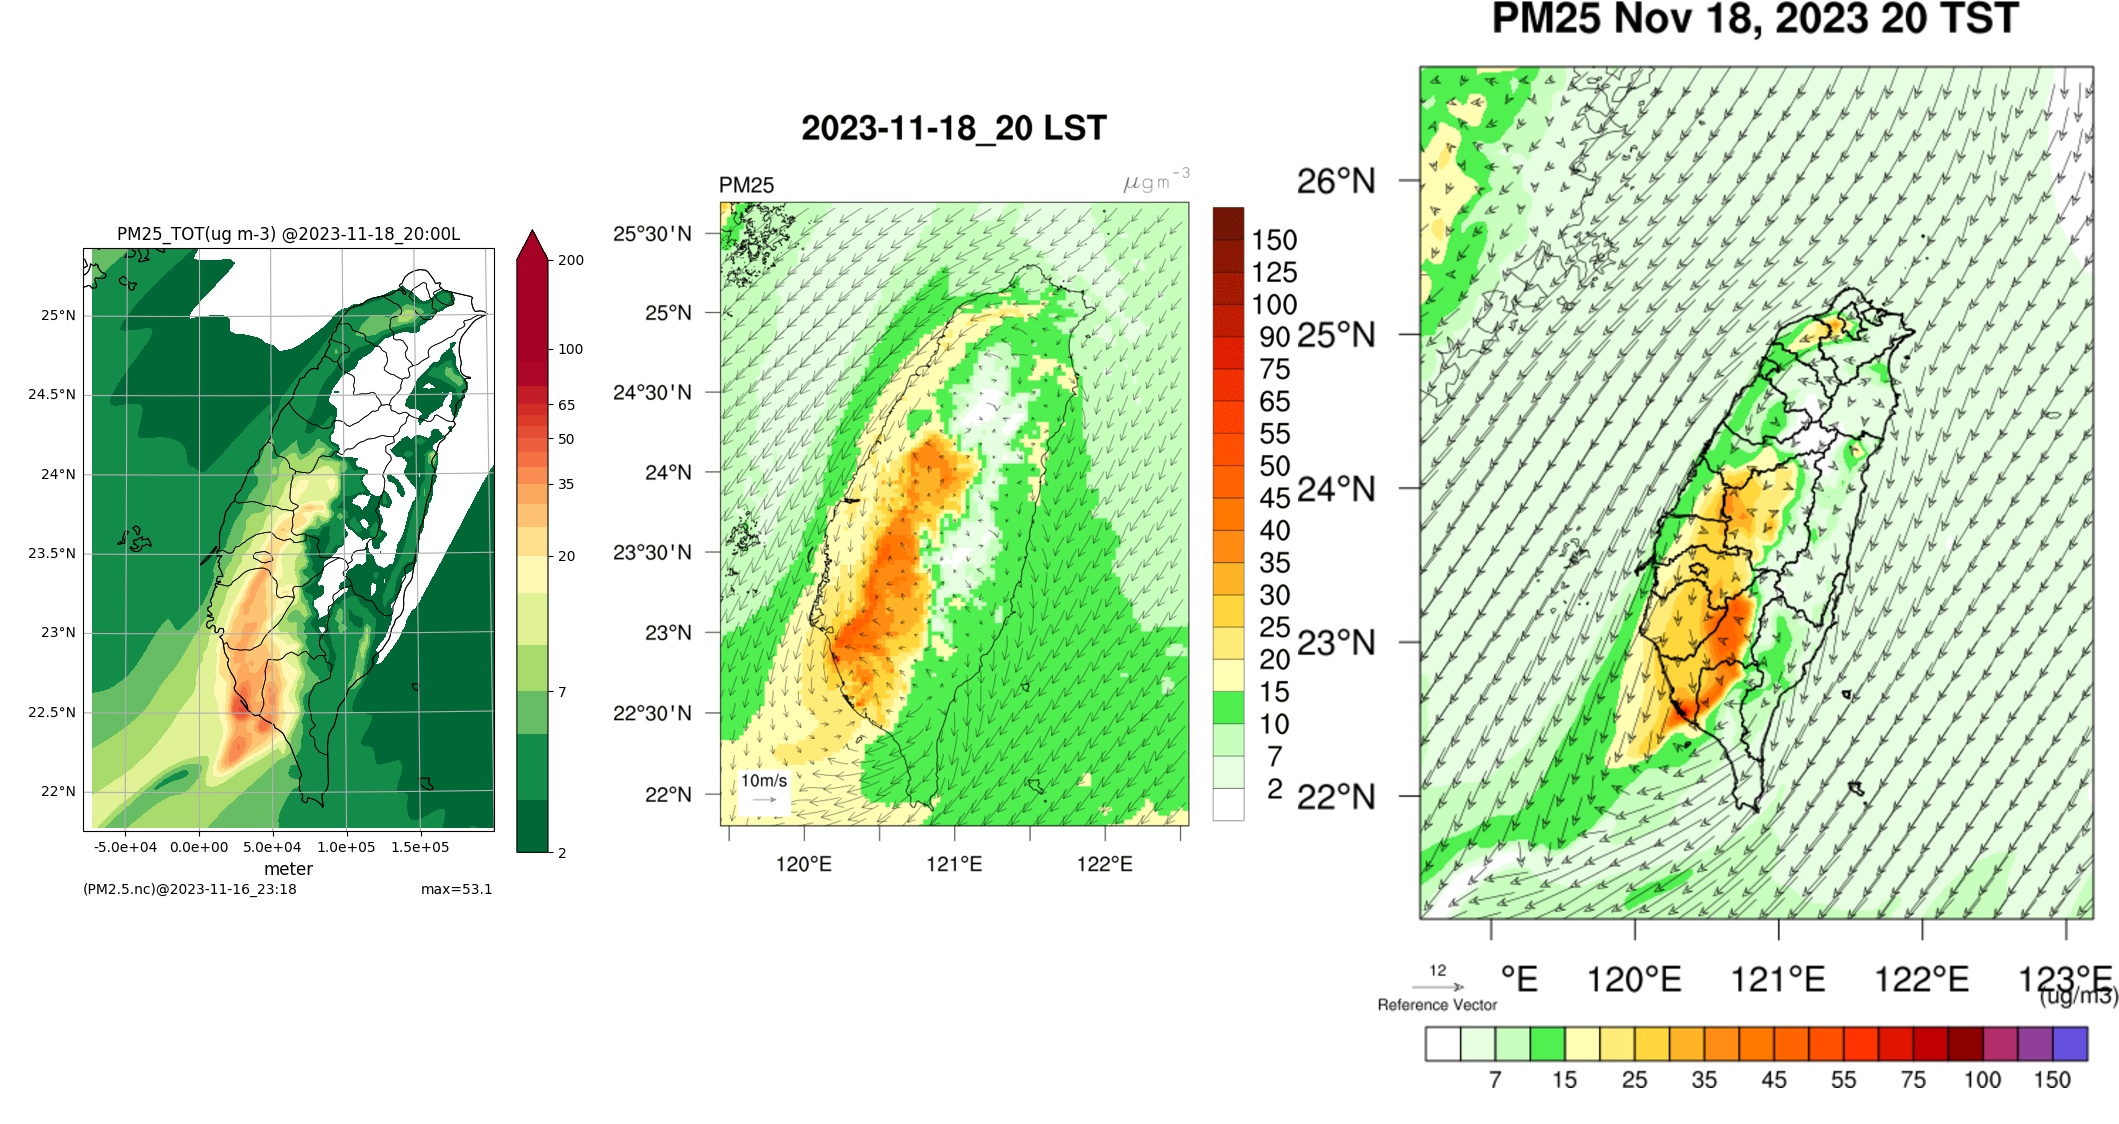 PM25_TOT(ug m-3) @2023-11-18_20:00L
25°N
24.5°N
24°N
23.5°N
23°N
22.5°N
22°N
-5.0e+04 0.0e+00 5.0e+04 1.0e+05 1.5e+05
meter
(PM2.5.nc)@2023-11-16_23:18 max=53.1
200
100
65
50
35
20
7
2
2023-11-18_20 LST
PM25 μgm⁻³
25°30'N
25°N
24°30'N
24°N
23°30'N
23°N
22°30'N
22°N
10m/s
120°E 121°E 122°E
150
125
100
90
75
65
55
50
45
40
35
30
25
20
15
10
7
2
PM25 Nov 18, 2023 20 TST
26°N
25°N
24°N
23°N
22°N
°E 120°E 121°E 122°E 123°E
12
Reference Vector
(ug/m3)
7 15 25 35 45 55 75 100 150